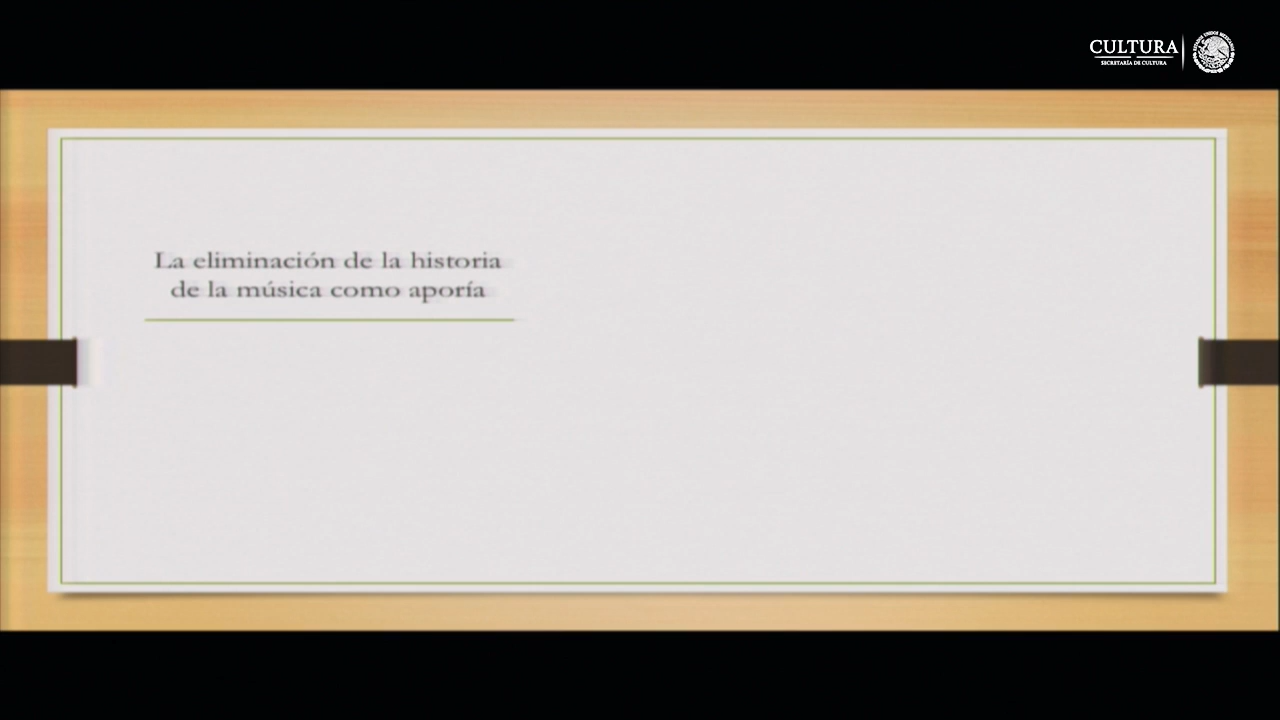 CULTURA
SECRETARÍA DE CULTURA
La eliminación de la historia
de la música como aporía